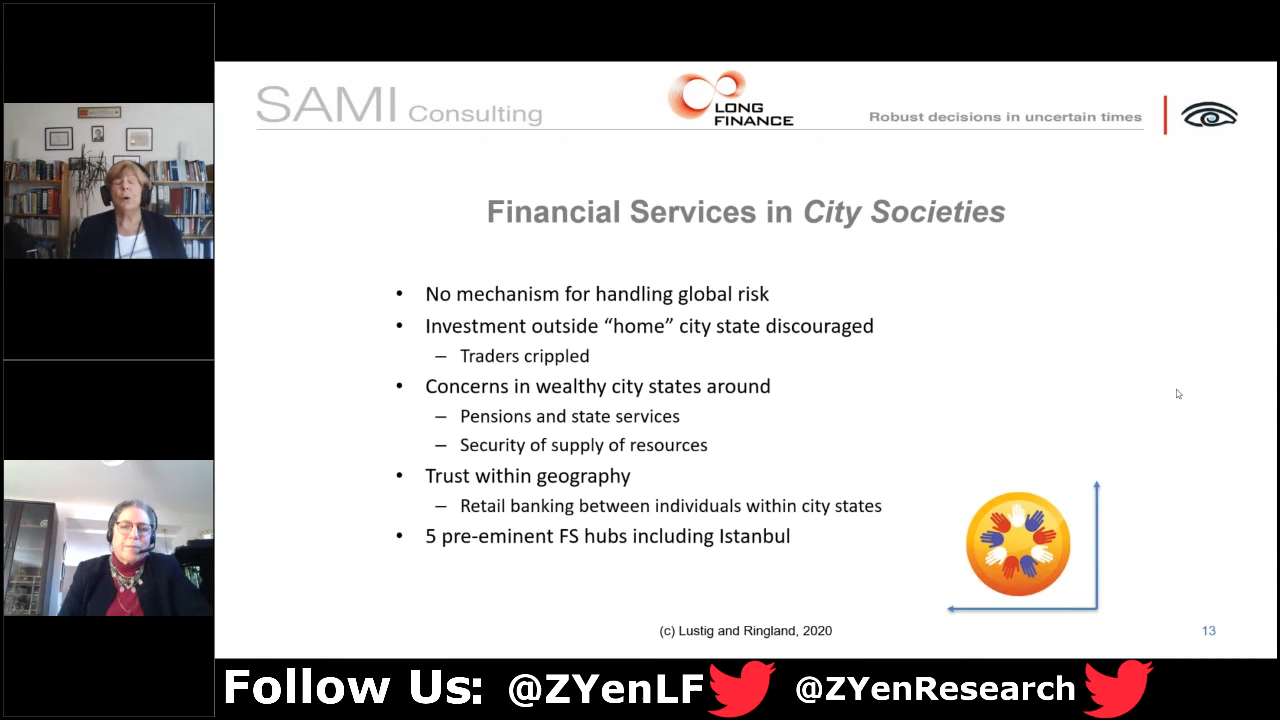 SAMI Consulting
LONG
FINANCE
Robust decisions in uncertain times
Financial Services in City Societies
• No mechanism for handling global risk
• Investment outside “home” city state discouraged
– Traders crippled
• Concerns in wealthy city states around
– Pensions and state services
– Security of supply of resources
• Trust within geography
– Retail banking between individuals within city states
• 5 pre-eminent FS hubs including Istanbul
(c) Lustig and Ringland, 2020
13
Follow Us: @ZYenLF @ZYenResearch